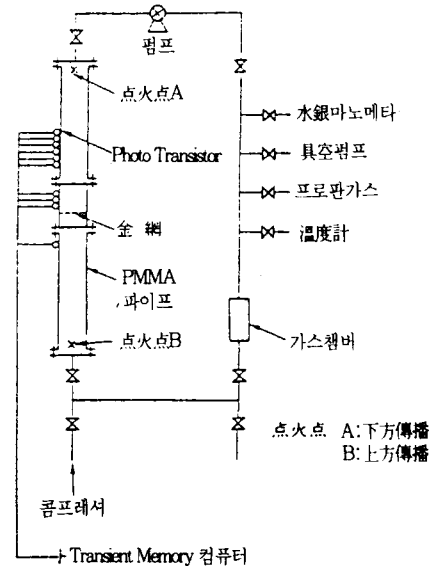 펌프
点火点A
水銀마노메타
Photo Transistor
真空펌프
프로판가스
金網
溫度計
PMMA
파이프
点火点B
가스챔버
点火点 A:下方傳播
B:上方傳播
콤프레셔
Transient Memory 컴퓨터